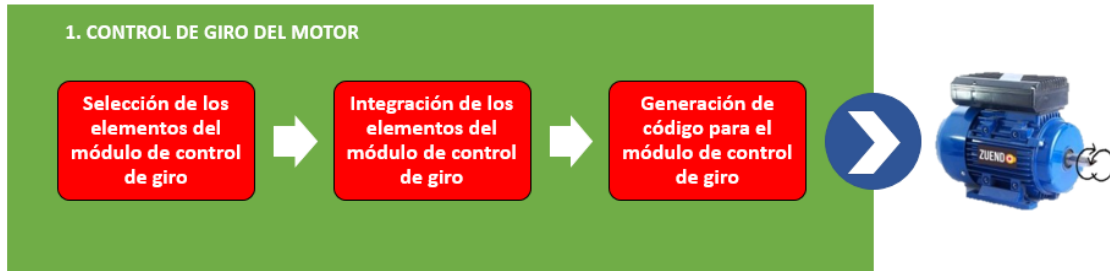 1. CONTROL DE GIRO DEL MOTOR
Selección de los
elementos del
módulo de control
de giro
Integración de los
elementos del
módulo de control
de giro
Generación de
código para el
módulo de control
de giro
ZUENDO